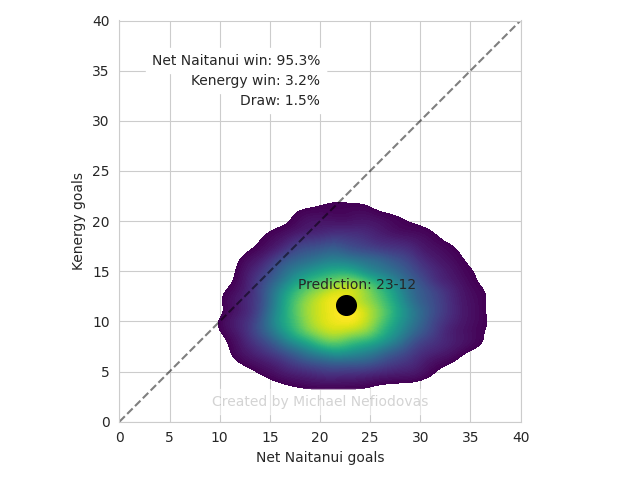 40
35
30
25
20
15
10
5
0
Kenergy goals
Net Naitanui win: 95.3%
Kenergy win: 3.2%
Draw: 1.5%
Prediction: 23-12
Created by Michael Nefiodovas
0 5 10 15 20 25 30 35 40
Net Naitanui goals